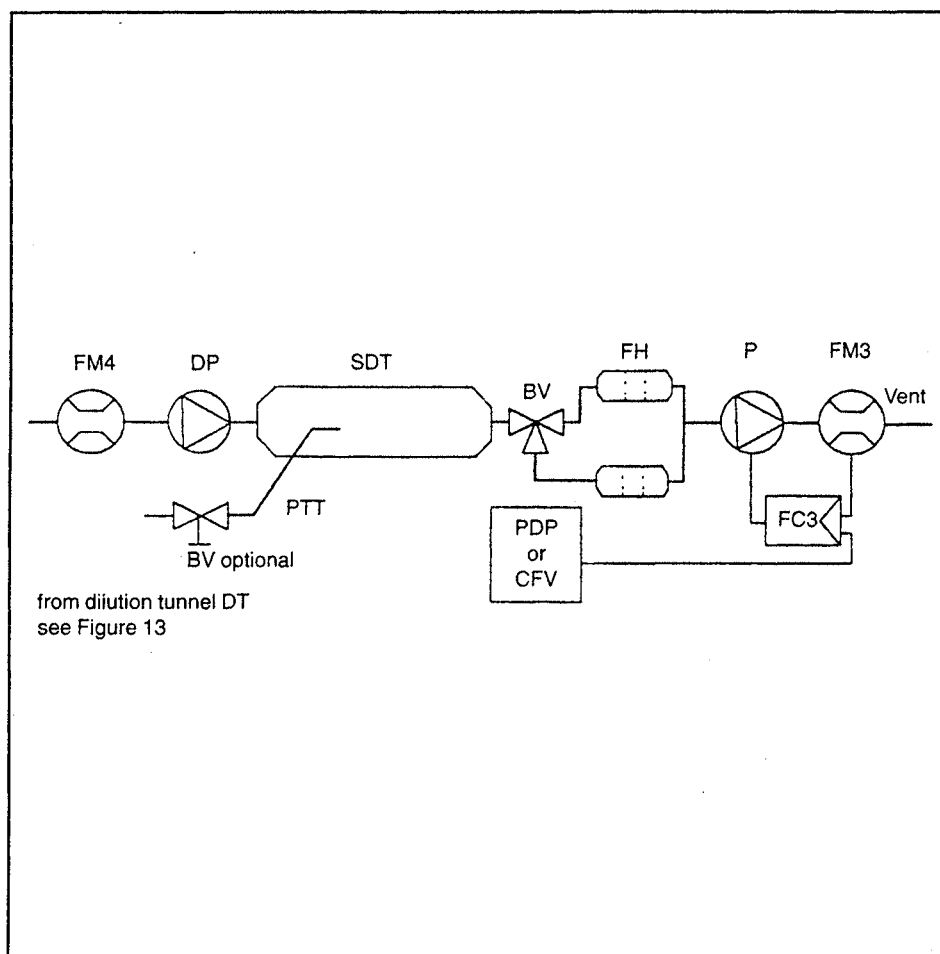 FM4
DP
SDT
BV
FH
P
FM3
Vent
PTT
BV optional
FC3
PDP
or
CFV
from dilution tunnel DT
see Figure 13